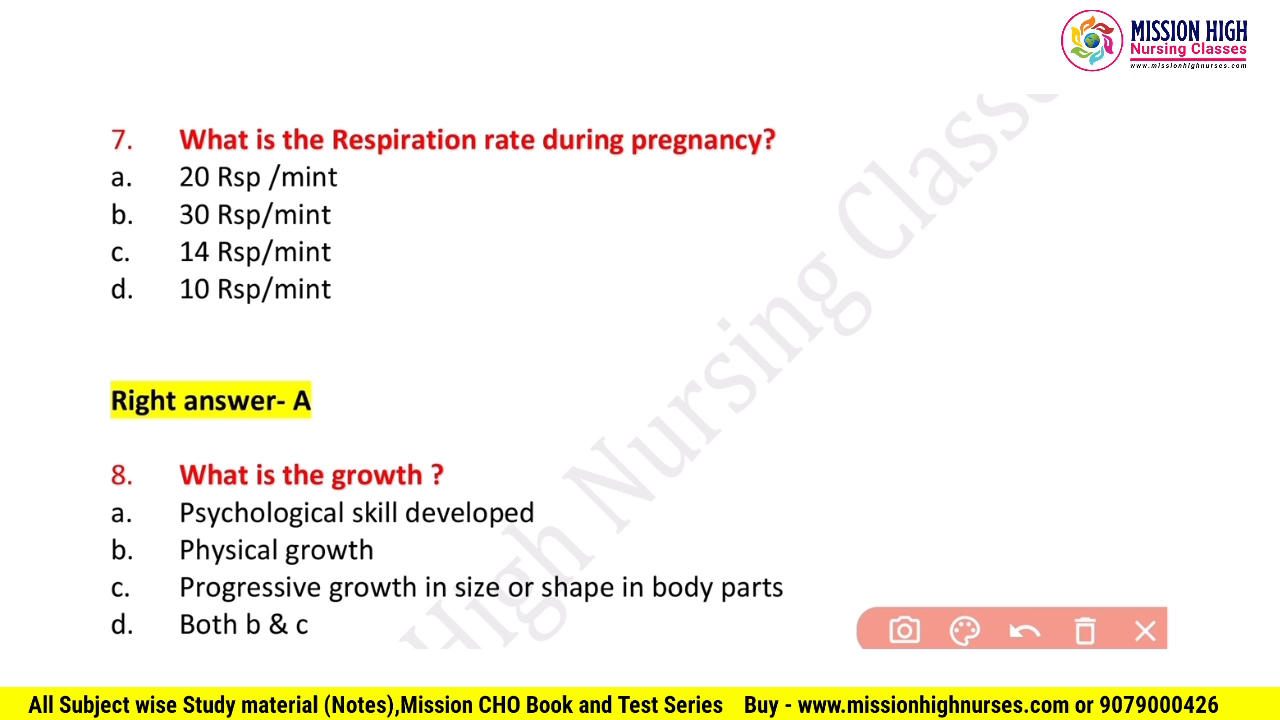 MISSION HIGH
Nursing Classes
www.missionhighnurses.com
7. What is the Respiration rate during pregnancy?
a. 20 Rsp /mint
b. 30 Rsp/mint
c. 14 Rsp/mint
d. 10 Rsp/mint
High Nursing Classes
Right answer- A
8. What is the growth ?
a. Psychological skill developed
b. Physical growth
c. Progressive growth in size or shape in body parts
d. Both b & c
All Subject wise Study material (Notes),Mission CHO Book and Test Series Buy - www.missionhighnurses.com or 9079000426